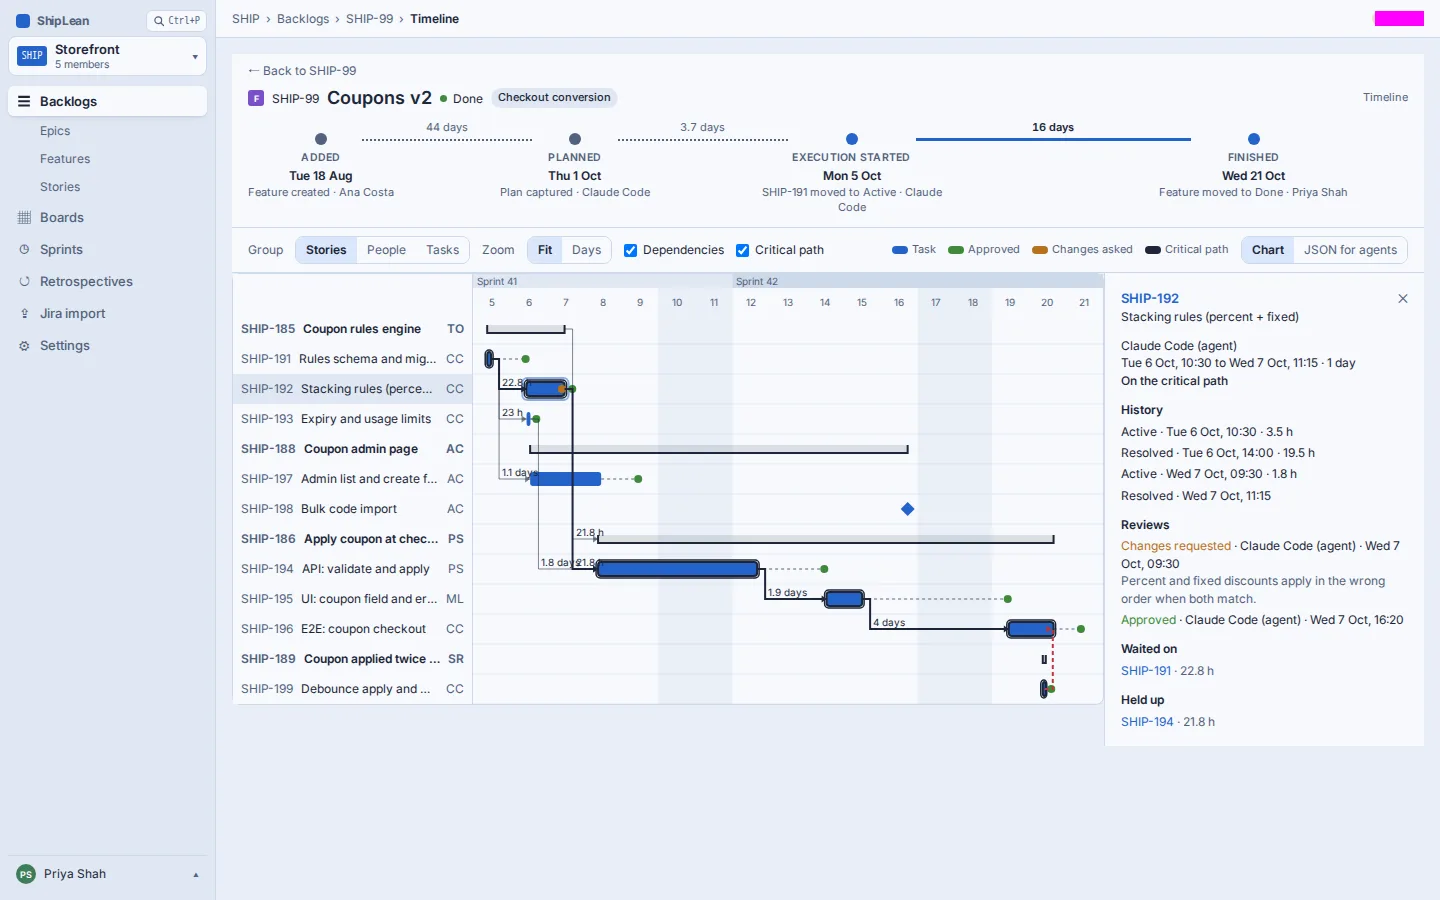 ShipLean
Ctrl+P
SHIP
Storefront
5 members
Backlogs
Epics
Features
Stories
Boards
Sprints
Retrospectives
Jira import
Settings
PS
Priya Shah
SHIP › Backlogs › SHIP-99 › Timeline
← Back to SHIP-99
F SHIP-99 Coupons v2 Done Checkout conversion
Timeline
44 days
3.7 days
16 days
ADDED
Tue 18 Aug
Feature created · Ana Costa
PLANNED
Thu 1 Oct
Plan captured · Claude Code
EXECUTION STARTED
Mon 5 Oct
SHIP-191 moved to Active · Claude
Code
FINISHED
Wed 21 Oct
Feature moved to Done · Priya Shah
Group Stories People Tasks Zoom Fit Days Dependencies Critical path
Task Approved Changes asked Critical path Chart JSON for agents
Sprint 41 Sprint 42
5 6 7 8 9 10 11 12 13 14 15 16 17 18 19 20 21
SHIP-185 Coupon rules engine TO
SHIP-191 Rules schema and mig... CC
SHIP-192 Stacking rules (perce... CC
22.8
SHIP-193 Expiry and usage limits CC
23 h
SHIP-188 Coupon admin page AC
SHIP-197 Admin list and create f... AC
1.1 days
SHIP-198 Bulk code import AC
SHIP-186 Apply coupon at chec... PS
21.8 h
SHIP-194 API: validate and apply PS
1.8 days
21.8
SHIP-195 UI: coupon field and er... ML
1.9 days
SHIP-196 E2E: coupon checkout CC
4 days
SHIP-189 Coupon applied twice ... SR
SHIP-199 Debounce apply and ... CC
SHIP-192
Stacking rules (percent + fixed)
Claude Code (agent)
Tue 6 Oct, 10:30 to Wed 7 Oct, 11:15 · 1 day
On the critical path
History
Active · Tue 6 Oct, 10:30 · 3.5 h
Resolved · Tue 6 Oct, 14:00 · 19.5 h
Active · Wed 7 Oct, 09:30 · 1.8 h
Resolved · Wed 7 Oct, 11:15
Reviews
Changes requested · Claude Code (agent) · Wed 7
Oct, 09:30
Percent and fixed discounts apply in the wrong
order when both match.
Approved · Claude Code (agent) · Wed 7 Oct, 16:20
Waited on
SHIP-191 · 22.8 h
Held up
SHIP-194 · 21.8 h